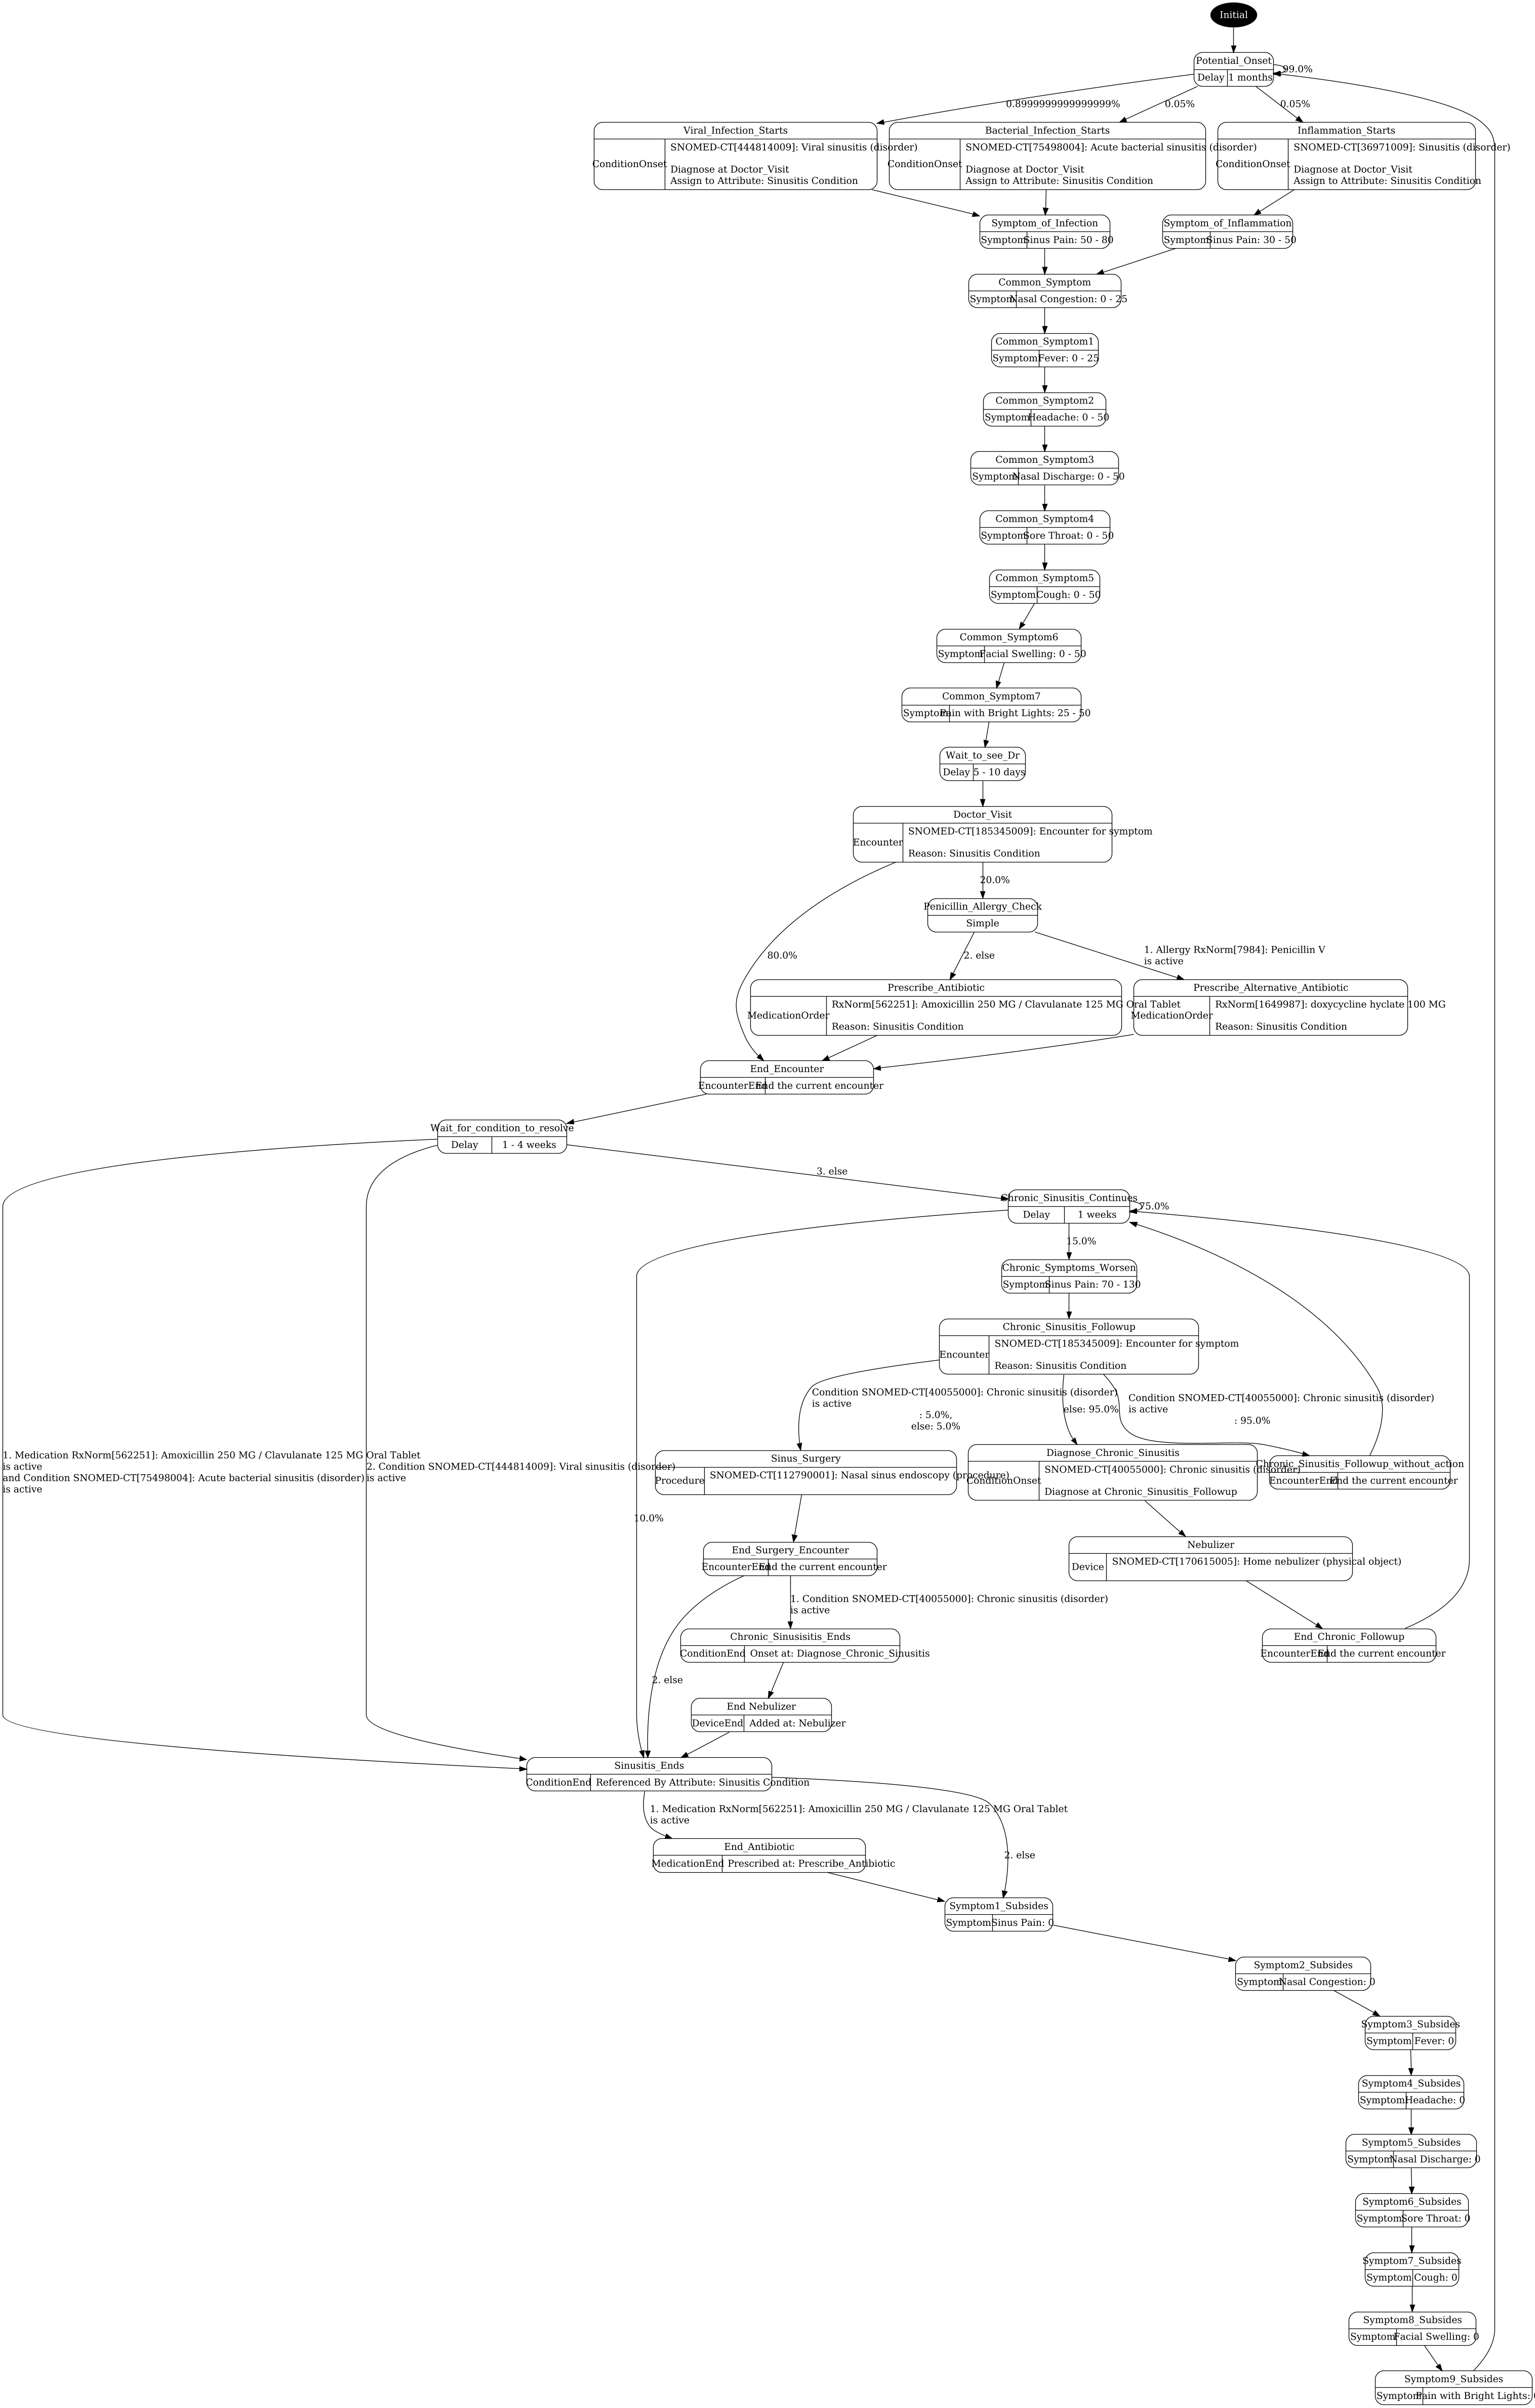 Initial
Potential_Onset
Delay 1 months
99.0%
0.8999999999999999%
0.05%
0.05%
Viral_Infection_Starts
ConditionOnset
SNOMED-CT[444814009]: Viral sinusitis (disorder)
Diagnose at Doctor_Visit
Assign to Attribute: Sinusitis Condition
Bacterial_Infection_Starts
ConditionOnset
SNOMED-CT[75498004]: Acute bacterial sinusitis (disorder)
Diagnose at Doctor_Visit
Assign to Attribute: Sinusitis Condition
Inflammation_Starts
ConditionOnset
SNOMED-CT[36971009]: Sinusitis (disorder)
Diagnose at Doctor_Visit
Assign to Attribute: Sinusitis Condition
Symptom_of_Infection
Symptom Sinus Pain: 50 - 80
Symptom_of_Inflammation
Symptom Sinus Pain: 30 - 50
Common_Symptom
Symptom Nasal Congestion: 0 - 25
Common_Symptom1
Symptom Fever: 0 - 25
Common_Symptom2
Symptom Headache: 0 - 50
Common_Symptom3
Symptom Nasal Discharge: 0 - 50
Common_Symptom4
Symptom Sore Throat: 0 - 50
Common_Symptom5
Symptom Cough: 0 - 50
Common_Symptom6
Symptom Facial Swelling: 0 - 50
Common_Symptom7
Symptom Pain with Bright Lights: 25 - 50
Wait_to_see_Dr
Delay 5 - 10 days
Doctor_Visit
Encounter
SNOMED-CT[185345009]: Encounter for symptom
Reason: Sinusitis Condition
20.0%
80.0%
Penicillin_Allergy_Check
Simple
2. else
1. Allergy RxNorm[7984]: Penicillin V
is active
Prescribe_Antibiotic
MedicationOrder
RxNorm[562251]: Amoxicillin 250 MG / Clavulanate 125 MG Oral Tablet
Reason: Sinusitis Condition
Prescribe_Alternative_Antibiotic
MedicationOrder
RxNorm[1649987]: doxycycline hyclate 100 MG
Reason: Sinusitis Condition
End_Encounter
EncounterEnd End the current encounter
Wait_for_condition_to_resolve
Delay 1 - 4 weeks
3. else
Chronic_Sinusitis_Continues
Delay 1 weeks
75.0%
15.0%
Chronic_Symptoms_Worsen
Symptom Sinus Pain: 70 - 130
Chronic_Sinusitis_Followup
Encounter
SNOMED-CT[185345009]: Encounter for symptom
Reason: Sinusitis Condition
Condition SNOMED-CT[40055000]: Chronic sinusitis (disorder)
is active
: 5.0%,
else: 5.0%
else: 95.0%
Condition SNOMED-CT[40055000]: Chronic sinusitis (disorder)
is active
: 95.0%
1. Medication RxNorm[562251]: Amoxicillin 250 MG / Clavulanate 125 MG Oral Tablet
is active
and Condition SNOMED-CT[75498004]: Acute bacterial sinusitis (disorder)
is active
2. Condition SNOMED-CT[444814009]: Viral sinusitis (disorder)
is active
Sinus_Surgery
Procedure
SNOMED-CT[112790001]: Nasal sinus endoscopy (procedure)
Diagnose_Chronic_Sinusitis
ConditionOnset
SNOMED-CT[40055000]: Chronic sinusitis (disorder)
Diagnose at Chronic_Sinusitis_Followup
Chronic_Sinusitis_Followup_without_action
EncounterEnd End the current encounter
10.0%
End_Surgery_Encounter
EncounterEnd End the current encounter
Nebulizer
Device
SNOMED-CT[170615005]: Home nebulizer (physical object)
1. Condition SNOMED-CT[40055000]: Chronic sinusitis (disorder)
is active
Chronic_Sinusisitis_Ends
ConditionEnd Onset at: Diagnose_Chronic_Sinusitis
End_Chronic_Followup
EncounterEnd End the current encounter
2. else
End Nebulizer
DeviceEnd Added at: Nebulizer
Sinusitis_Ends
ConditionEnd Referenced By Attribute: Sinusitis Condition
1. Medication RxNorm[562251]: Amoxicillin 250 MG / Clavulanate 125 MG Oral Tablet
is active
End_Antibiotic
MedicationEnd Prescribed at: Prescribe_Antibiotic
2. else
Symptom1_Subsides
Symptom Sinus Pain: 0
Symptom2_Subsides
Symptom Nasal Congestion: 0
Symptom3_Subsides
Symptom Fever: 0
Symptom4_Subsides
Symptom Headache: 0
Symptom5_Subsides
Symptom Nasal Discharge: 0
Symptom6_Subsides
Symptom Sore Throat: 0
Symptom7_Subsides
Symptom Cough: 0
Symptom8_Subsides
Symptom Facial Swelling: 0
Symptom9_Subsides
Symptom Pain with Bright Lights: